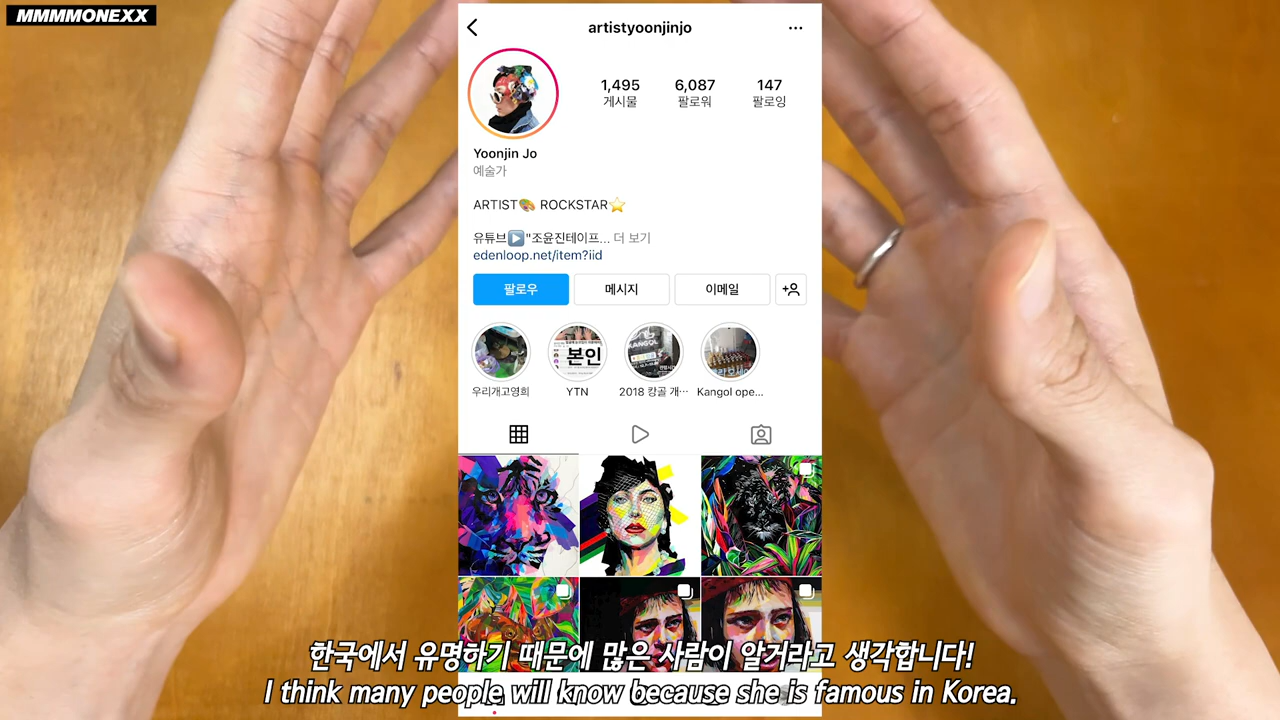 MMMMONEXX
artistyoonjinjo
1,495 6,087 147
게시물 팔로워 팔로잉
Yoonjin Jo
예술가
ARTIST🎨 ROCKSTAR⭐
유튜브▶️"조윤진테이프... 더 보기
edenloop.net/item?iid
팔로우 메시지 이메일
본인
KANGOL
우리개고영희 YTN 2018 캉골 개… Kangol ope...
한국에서 유명하기 때문에 많은 사람이 알거라고 생각합니다!
I think many people will know because she is famous in Korea.